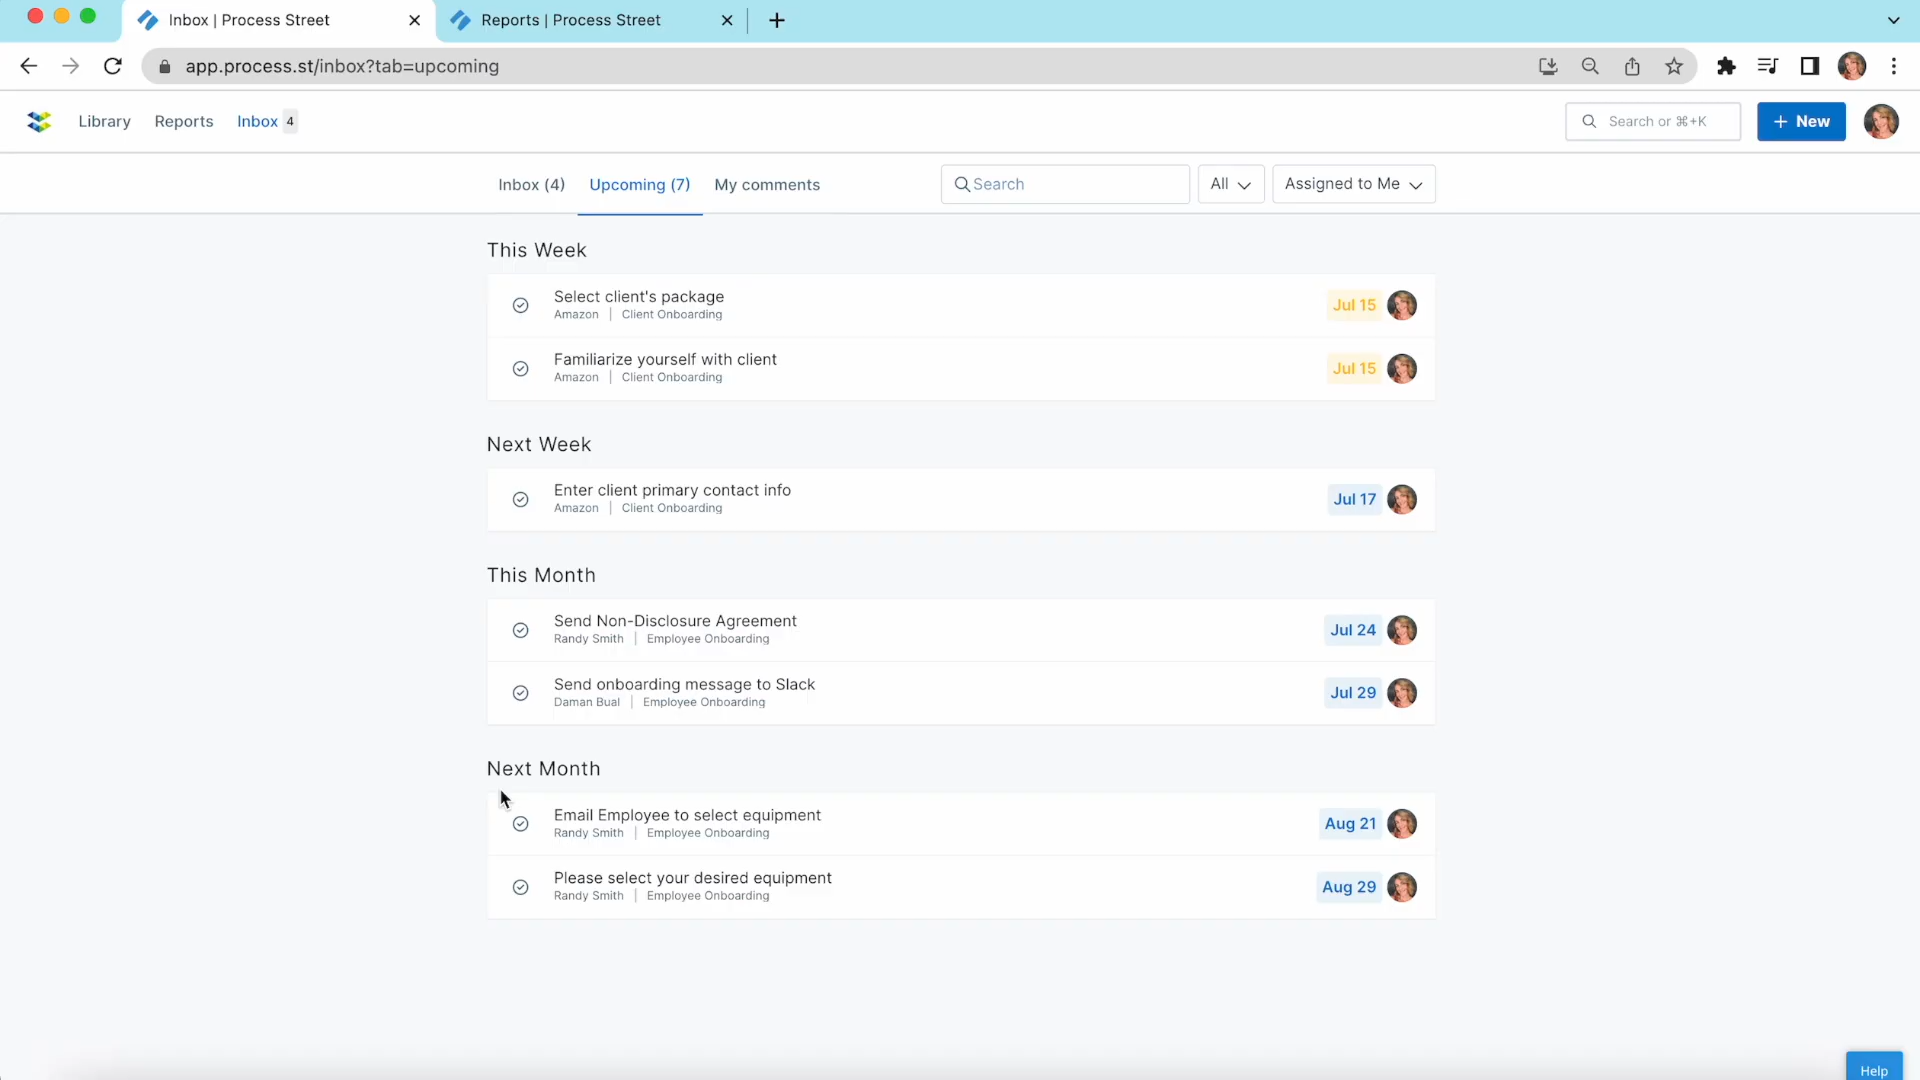 Inbox | Process Street
Reports | Process Street
app.process.st/inbox?tab=upcoming
Library
Reports
Inbox 4
Search or ⌘+K
+ New
Inbox (4)
Upcoming (7)
My comments
Search
All
Assigned to Me
This Week
Select client's package
Amazon | Client Onboarding
Jul 15
Familiarize yourself with client
Amazon | Client Onboarding
Jul 15
Next Week
Enter client primary contact info
Amazon | Client Onboarding
Jul 17
This Month
Send Non-Disclosure Agreement
Randy Smith | Employee Onboarding
Jul 24
Send onboarding message to Slack
Daman Bual | Employee Onboarding
Jul 29
Next Month
Email Employee to select equipment
Randy Smith | Employee Onboarding
Aug 21
Please select your desired equipment
Randy Smith | Employee Onboarding
Aug 29
Help